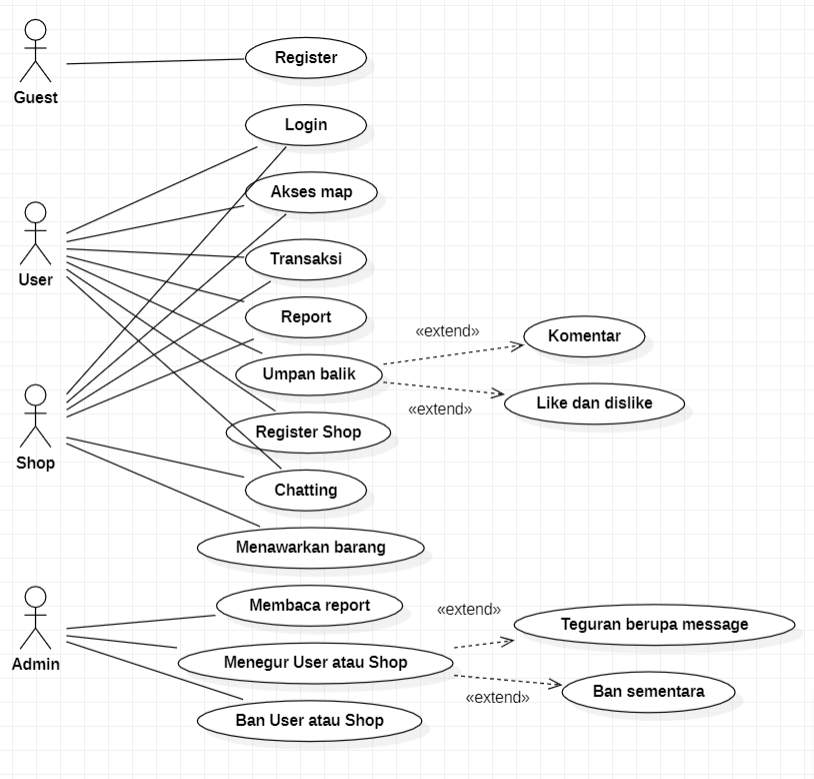 Register
Guest
Login
Akses map
Transaksi
User
Report
«extend»
Komentar
Umpan balik
Like dan dislike
«extend»
Register Shop
Shop
Chatting
Menawarkan barang
Membaca report
«extend»
Teguran berupa message
Menegur User atau Shop
Admin
Ban sementara
«extend»
Ban User atau Shop